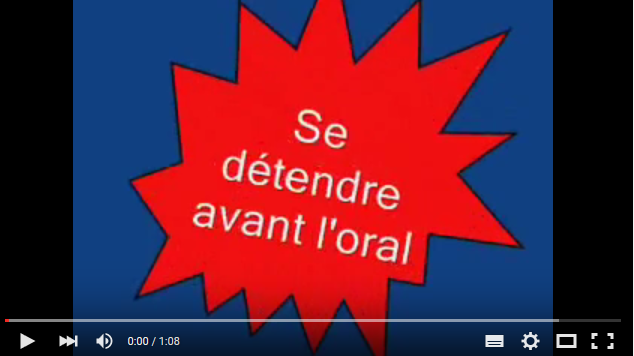 Se
détendre
avant l'oral
0:00 / 1:08